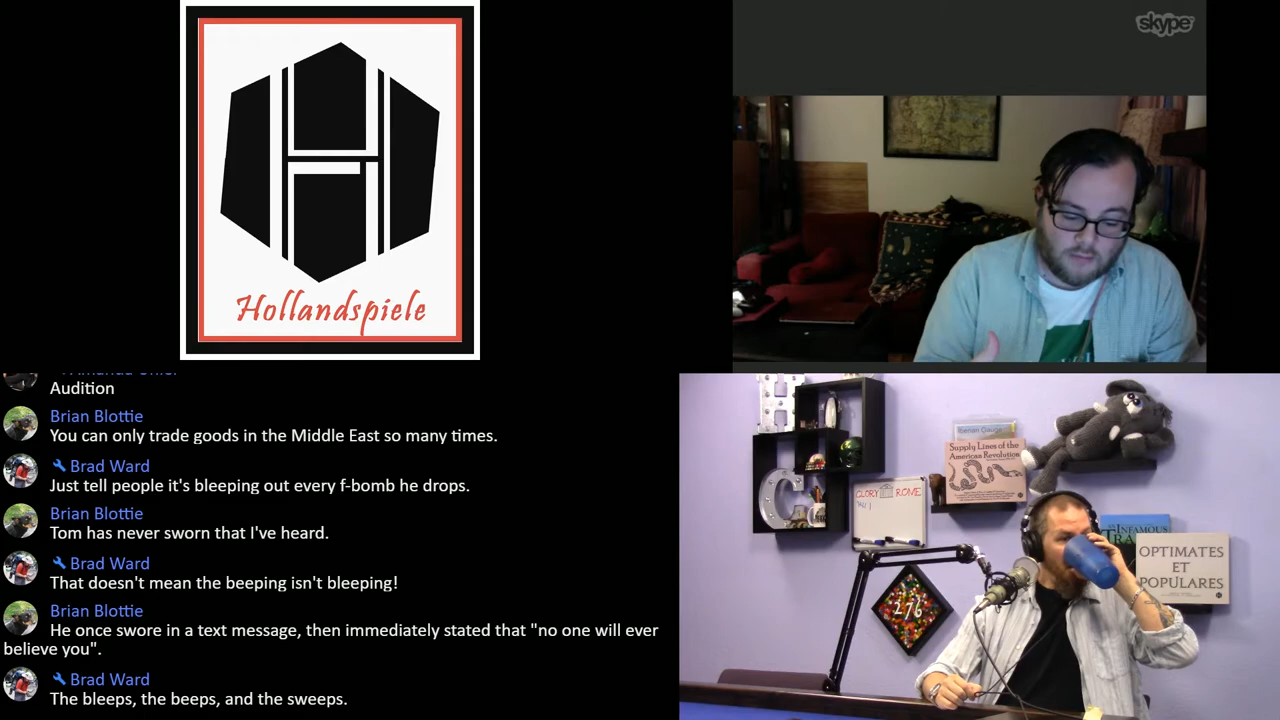 Hollandspiele
skype
Audition
Brian Blottie
You can only trade goods in the Middle East so many times.
Brad Ward
Just tell people it's bleeping out every f-bomb he drops.
Brian Blottie
Tom has never sworn that I've heard.
Brad Ward
That doesn't mean the beeping isn't bleeping!
Brian Blottie
He once swore in a text message, then immediately stated that "no one will ever
believe you".
Brad Ward
The bleeps, the beeps, and the sweeps.
Iberian Gauge
Supply Lines of the
American Revolution
GLORY ROME
AN INFAMOUS
OPTIMATES
ET
POPULARES
276